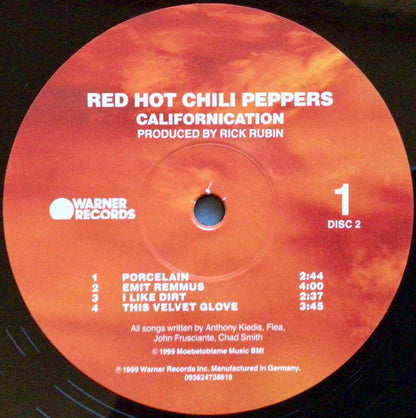 RED HOT CHILI PEPPERS
CALIFORNICATION
PRODUCED BY RICK RUBIN
WARNER
RECORDS
1
DISC 2
1 PORCELAIN 2:44
2 EMIT REMMUS 4:00
3 I LIKE DIRT 2:37
4 THIS VELVET GLOVE 3:45
All songs written by Anthony Kiedis, Flea,
John Frusciante, Chad Smith
© 1999 Moebetoblame Music BMI
℗ 1999 Warner Records Inc. Manufactured in Germany.
093624738619